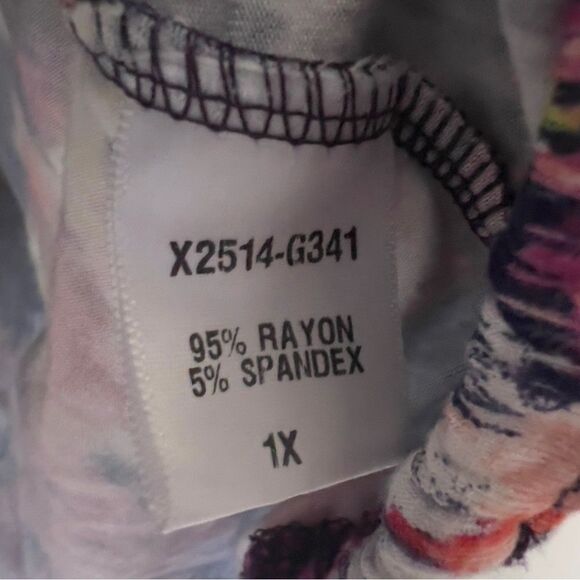 X2514-G341
95% RAYON
5% SPANDEX
1X